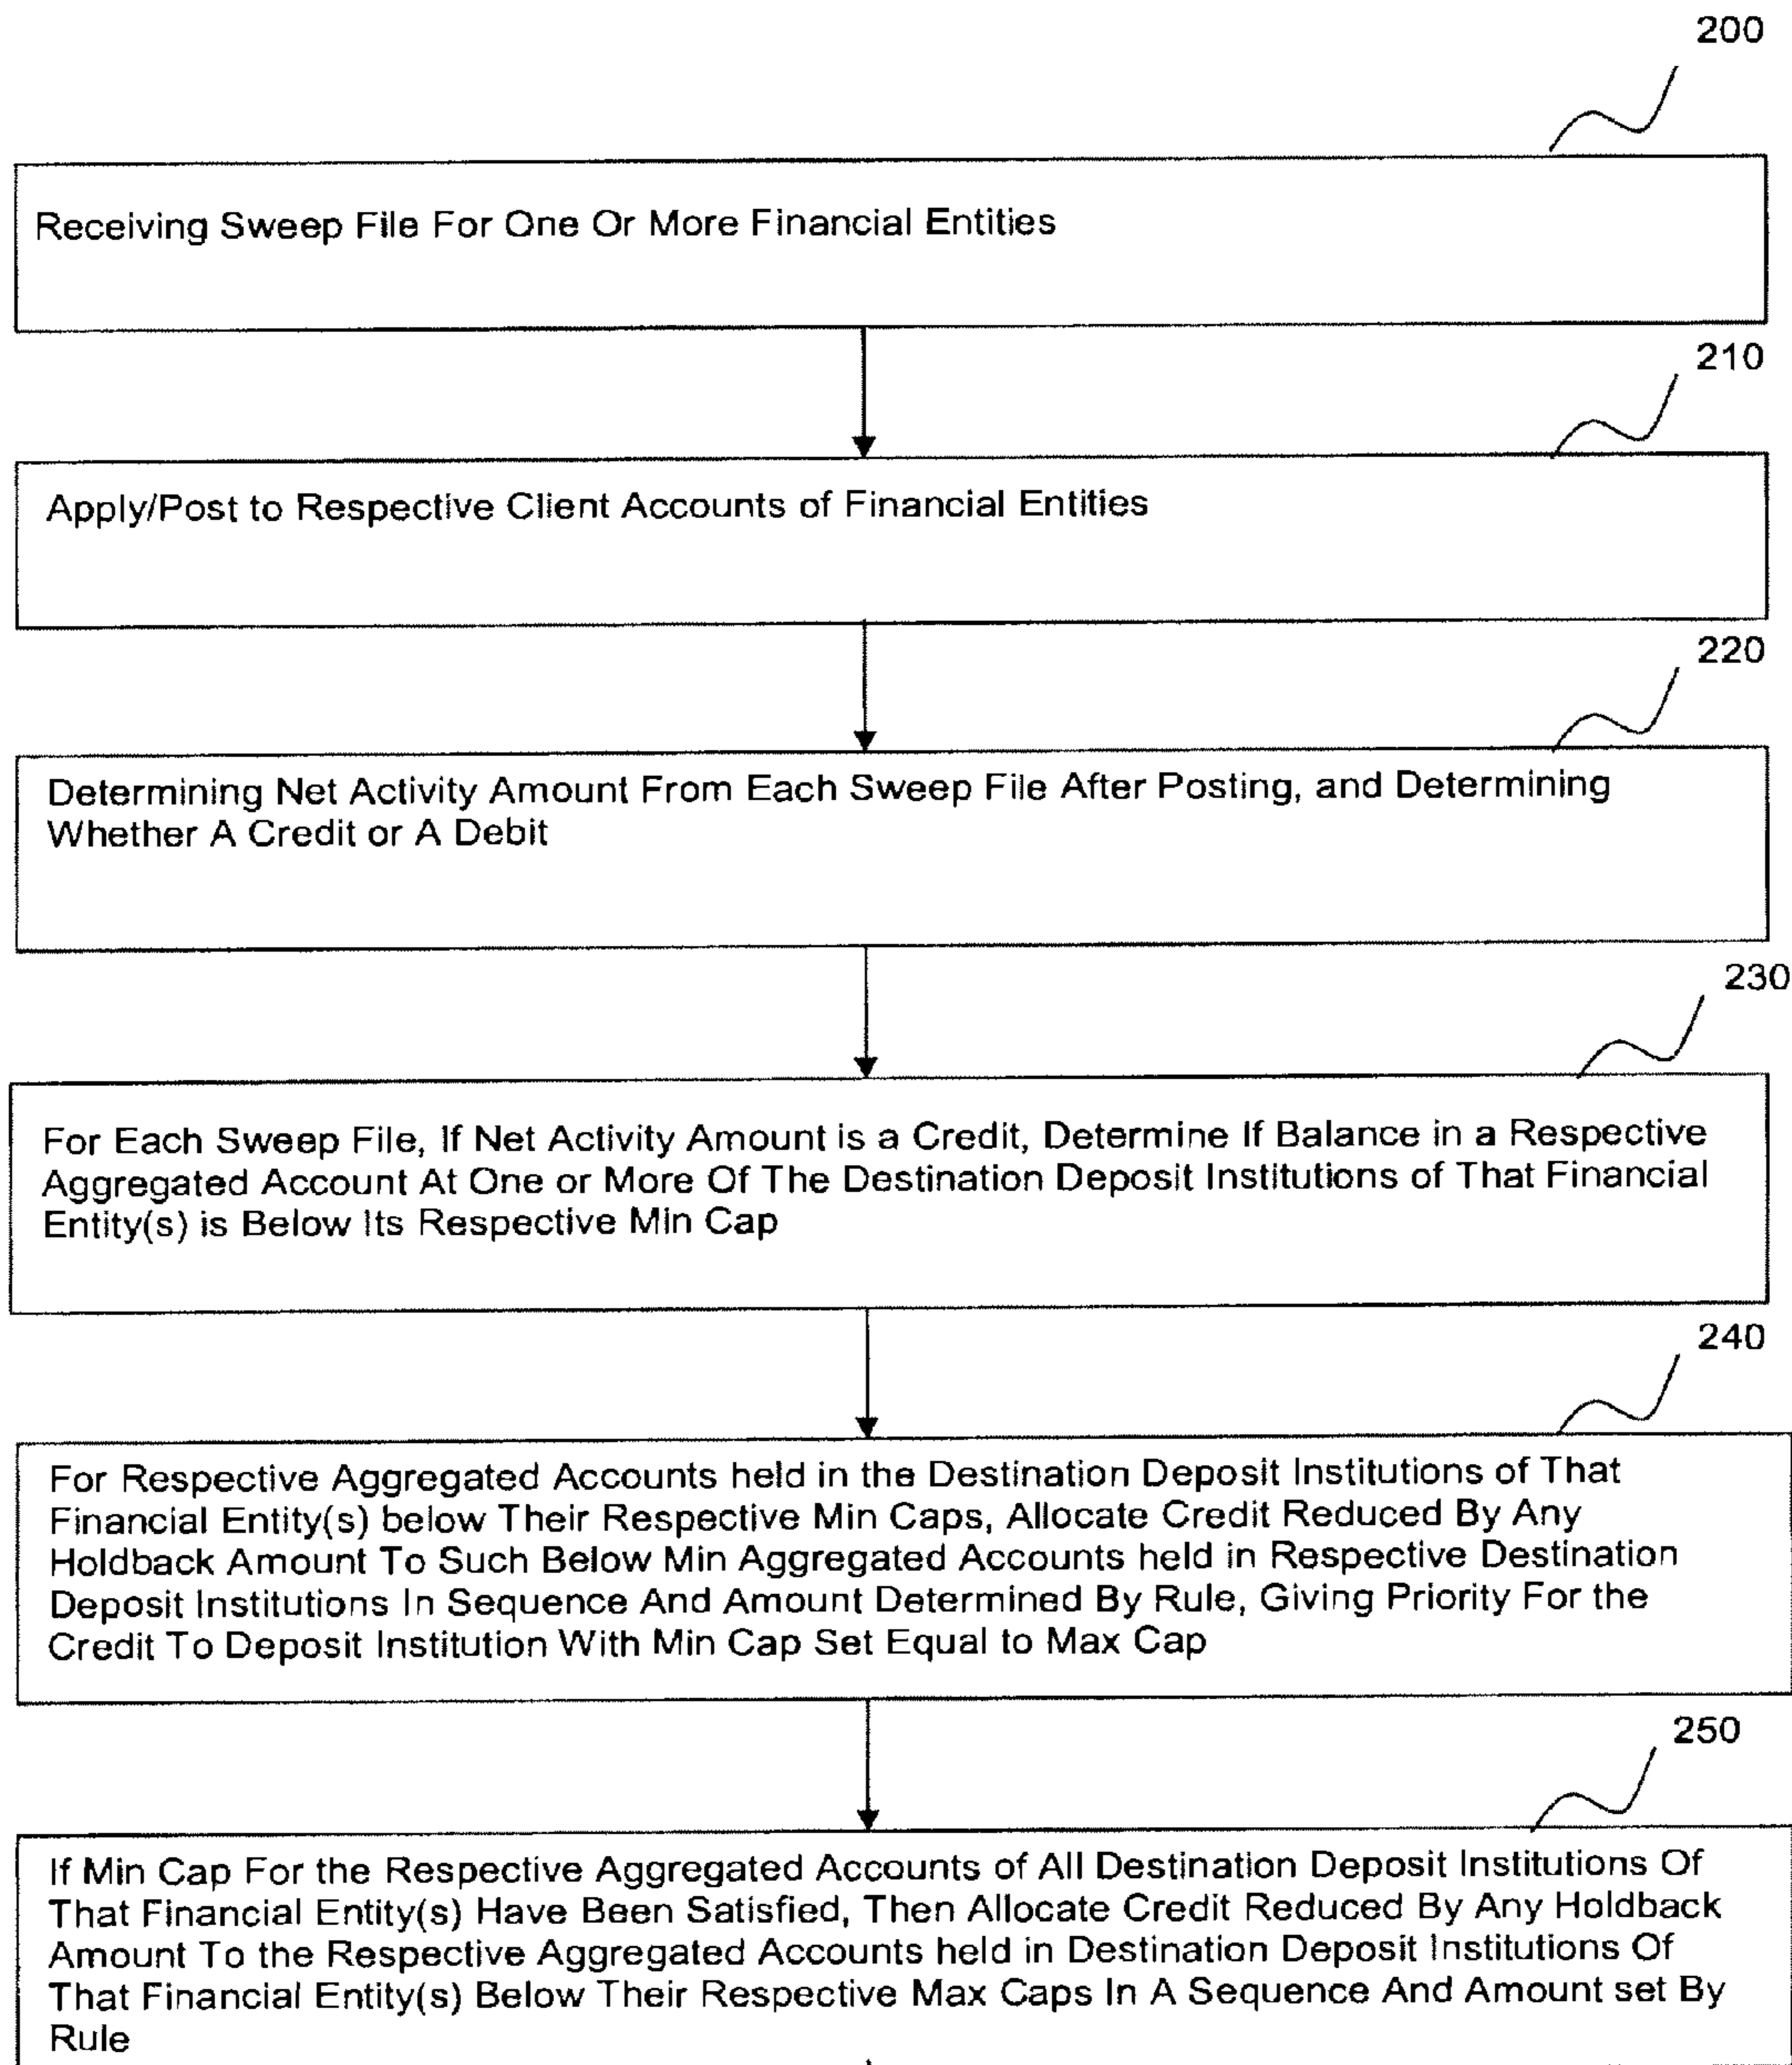 200
Receiving Sweep File For One Or More Financial Entities
210
Apply/Post to Respective Client Accounts of Financial Entities
220
Determining Net Activity Amount From Each Sweep File After Posting, and Determining
Whether A Credit or A Debit
230
For Each Sweep File, If Net Activity Amount is a Credit, Determine If Balance in a Respective
Aggregated Account At One or More Of The Destination Deposit Institutions of That Financial
Entity(s) is Below Its Respective Min Cap
240
For Respective Aggregated Accounts held in the Destination Deposit Institutions of That
Financial Entity(s) below Their Respective Min Caps, Allocate Credit Reduced By Any
Holdback Amount To Such Below Min Aggregated Accounts held in Respective Destination
Deposit Institutions In Sequence And Amount Determined By Rule, Giving Priority For the
Credit To Deposit Institution With Min Cap Set Equal to Max Cap
250
If Min Cap For the Respective Aggregated Accounts of All Destination Deposit Institutions Of
That Financial Entity(s) Have Been Satisfied, Then Allocate Credit Reduced By Any Holdback
Amount To the Respective Aggregated Accounts held in Destination Deposit Institutions Of
That Financial Entity(s) Below Their Respective Max Caps In A Sequence And Amount set By
Rule